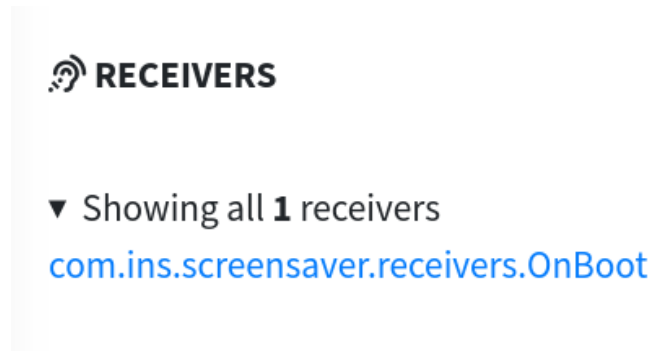 RECEIVERS
▼ Showing all 1 receivers
com.ins.screensaver.receivers.OnBoot